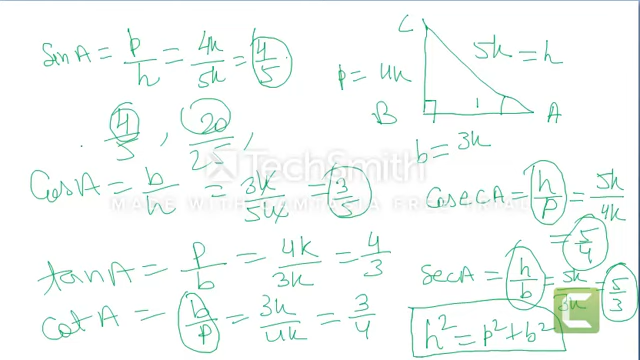 Sin A = p/h = 4k/5k = 4/5
C
5k = h
p = 4k
B
A
b = 3k
4/5 , 20/25 ,
TechSmith
MADE WITH CAMTASIA FREE TRIAL
Cos A = b/h = 3k/5k = 3/5
Cosec A = h/p = 5k/4k
= 5/4
tan A = p/b = 4k/3k = 4/3
Sec A = h/b = 5k/3k = 5/3
Cot A = b/p = 3k/4k = 3/4
h² = p² + b²
C